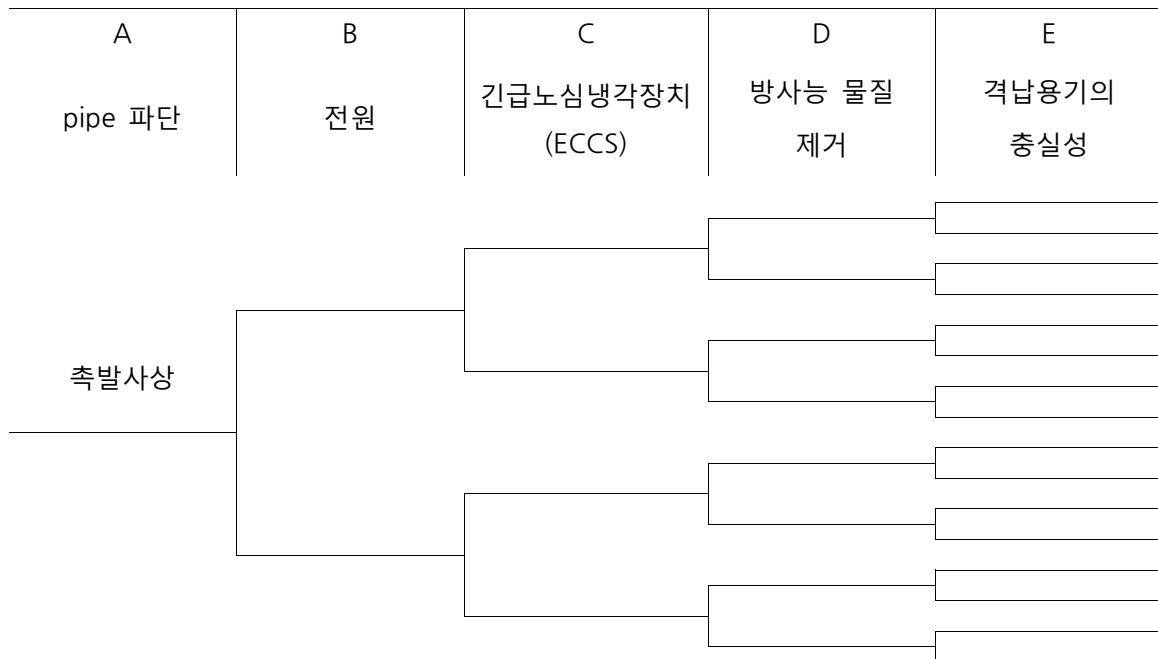 A
B
C
D
E
pipe 파단
전원
긴급노심냉각장치
(ECCS)
방사능 물질
제거
격납용기의
충실성
촉발사상